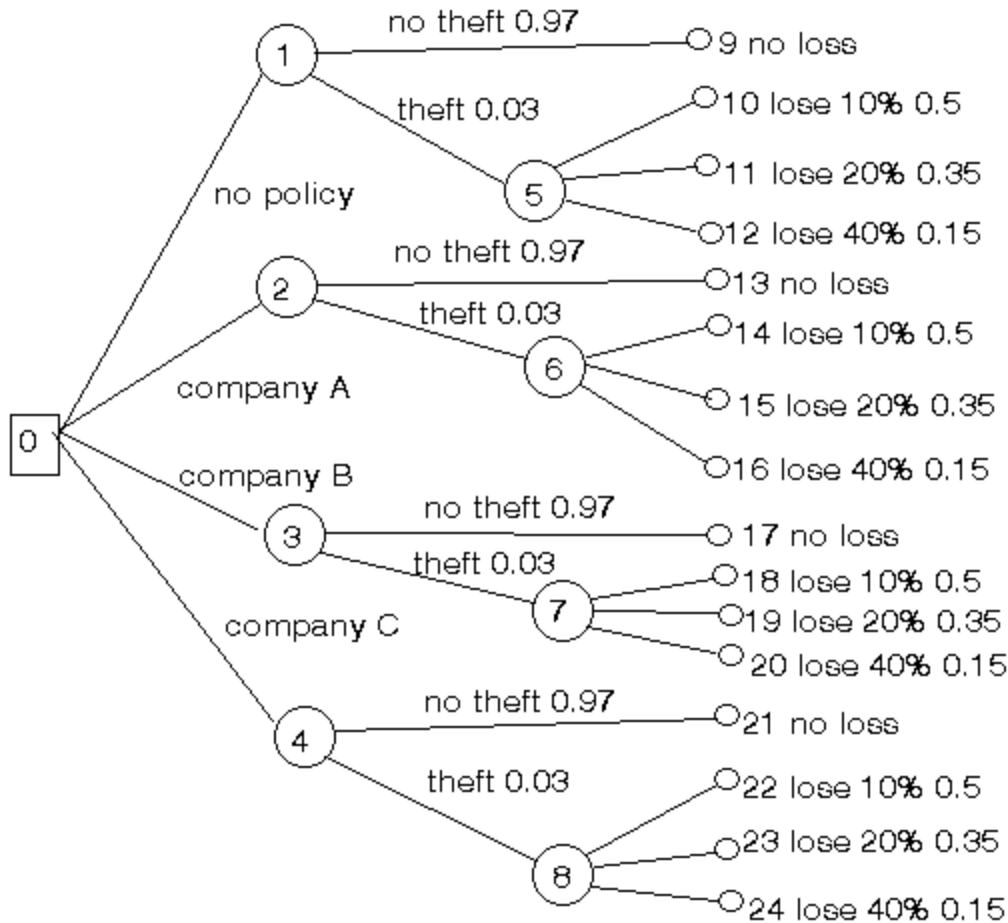 no theft 0.97
1
9 no loss
theft 0.03
10 lose 10% 0.5
11 lose 20% 0.35
5
no policy
12 lose 40% 0.15
no theft 0.97
2
13 no loss
theft 0.03
14 lose 10% 0.5
6
company A
15 lose 20% 0.35
0
16 lose 40% 0.15
company B
no theft 0.97
3
17 no loss
theft 0.03
18 lose 10% 0.5
7
19 lose 20% 0.35
company C
20 lose 40% 0.15
no theft 0.97
4
21 no loss
theft 0.03
22 lose 10% 0.5
23 lose 20% 0.35
8
24 lose 40% 0.15